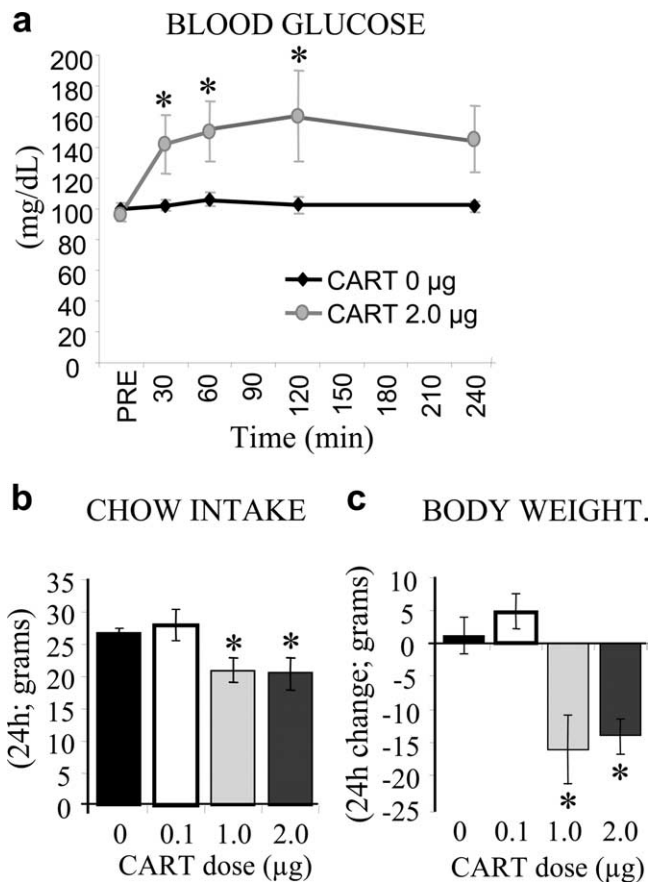 a
BLOOD GLUCOSE
(mg/dL)
200
180
160
140
120
100
80
60
40
20
0
* * *
CART 0 µg
CART 2.0 µg
PRE 30 60 90 120 150 180 210 240
Time (min)
b
CHOW INTAKE
(24h; grams)
35
30
25
20
15
10
5
0
* *
0 0.1 1.0 2.0
CART dose (µg)
c
BODY WEIGHT.
(24h change; grams)
10
5
0
-5
-10
-15
-20
-25
* *
0 0.1 1.0 2.0
CART dose (µg)